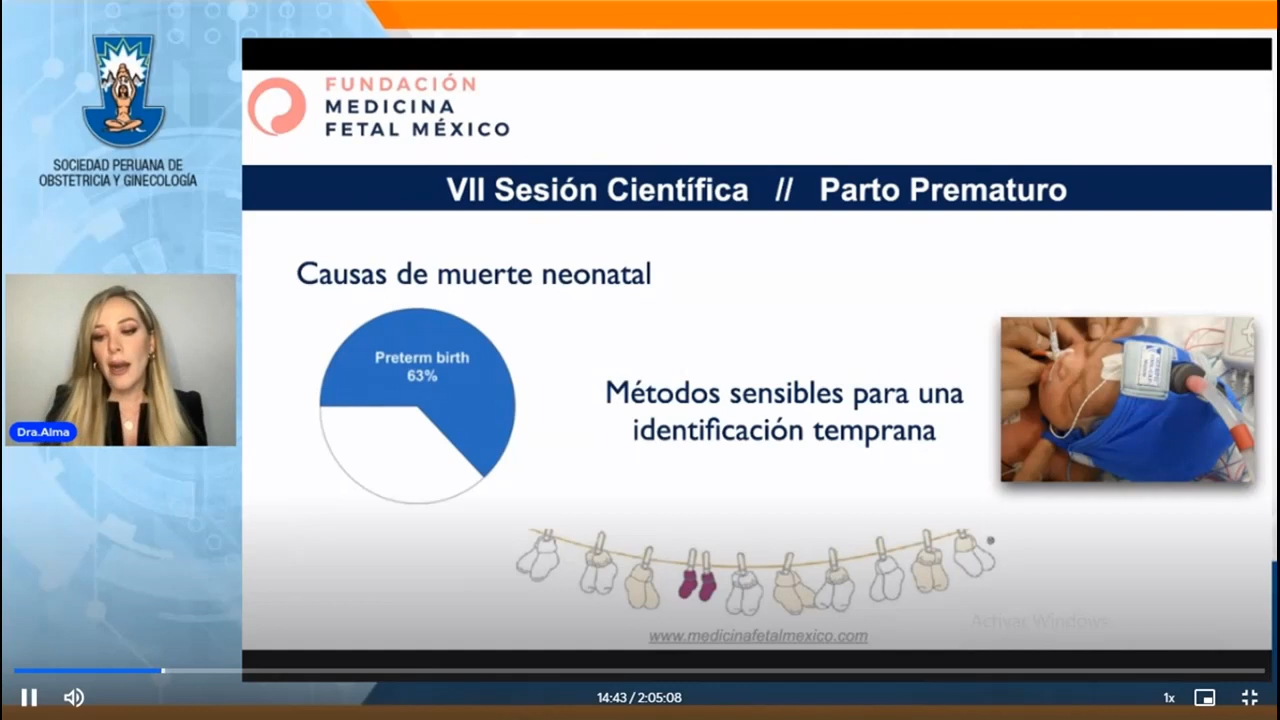 SOCIEDAD PERUANA DE
OBSTETRICIA Y GINECOLOGÍA
Dra.Alma
FUNDACIÓN
MEDICINA
FETAL MÉXICO
VII Sesión Científica // Parto Prematuro
Causas de muerte neonatal
Preterm birth
63%
Métodos sensibles para una
identificación temprana
www.medicinafetalmexico.com
Activar Windows
14:43 / 2:05:08
1x